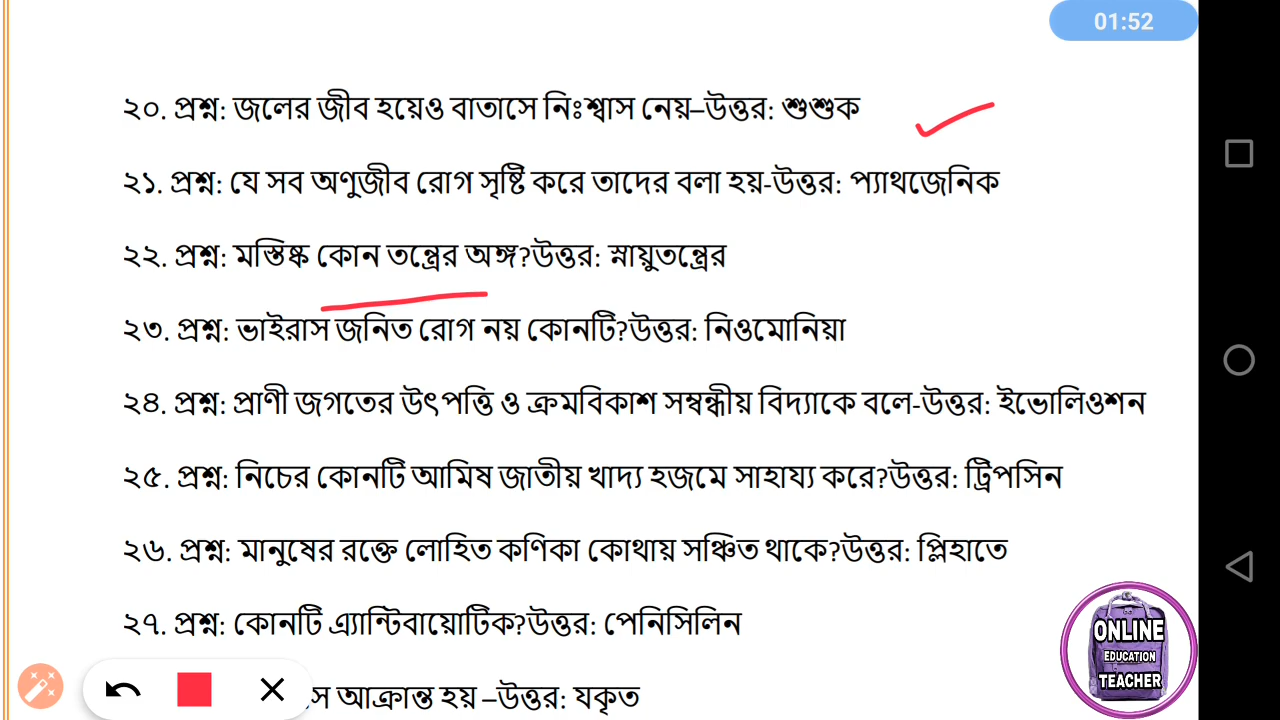 01:52
২০. প্রশ্ন: জলের জীব হয়েও বাতাসে নিঃশ্বাস নেয়–উত্তর: শুশুক
২১. প্রশ্ন: যে সব অণুজীব রোগ সৃষ্টি করে তাদের বলা হয়-উত্তর: প্যাথজেনিক
২২. প্রশ্ন: মস্তিষ্ক কোন তন্ত্রের অঙ্গ?উত্তর: স্নায়ুতন্ত্রের
২৩. প্রশ্ন: ভাইরাস জনিত রোগ নয় কোনটি?উত্তর: নিওমোনিয়া
২৪. প্রশ্ন: প্রাণী জগতের উৎপত্তি ও ক্রমবিকাশ সম্বন্ধীয় বিদ্যাকে বলে-উত্তর: ইভোলিওশন
২৫. প্রশ্ন: নিচের কোনটি আমিষ জাতীয় খাদ্য হজমে সাহায্য করে?উত্তর: ট্রিপসিন
২৬. প্রশ্ন: মানুষের রক্তে লোহিত কণিকা কোথায় সঞ্চিত থাকে?উত্তর: প্লিহাতে
২৭. প্রশ্ন: কোনটি এ্যান্টিবায়োটিক?উত্তর: পেনিসিলিন
আক্রান্ত হয় –উত্তর: যকৃত
ONLINE
EDUCATION
TEACHER